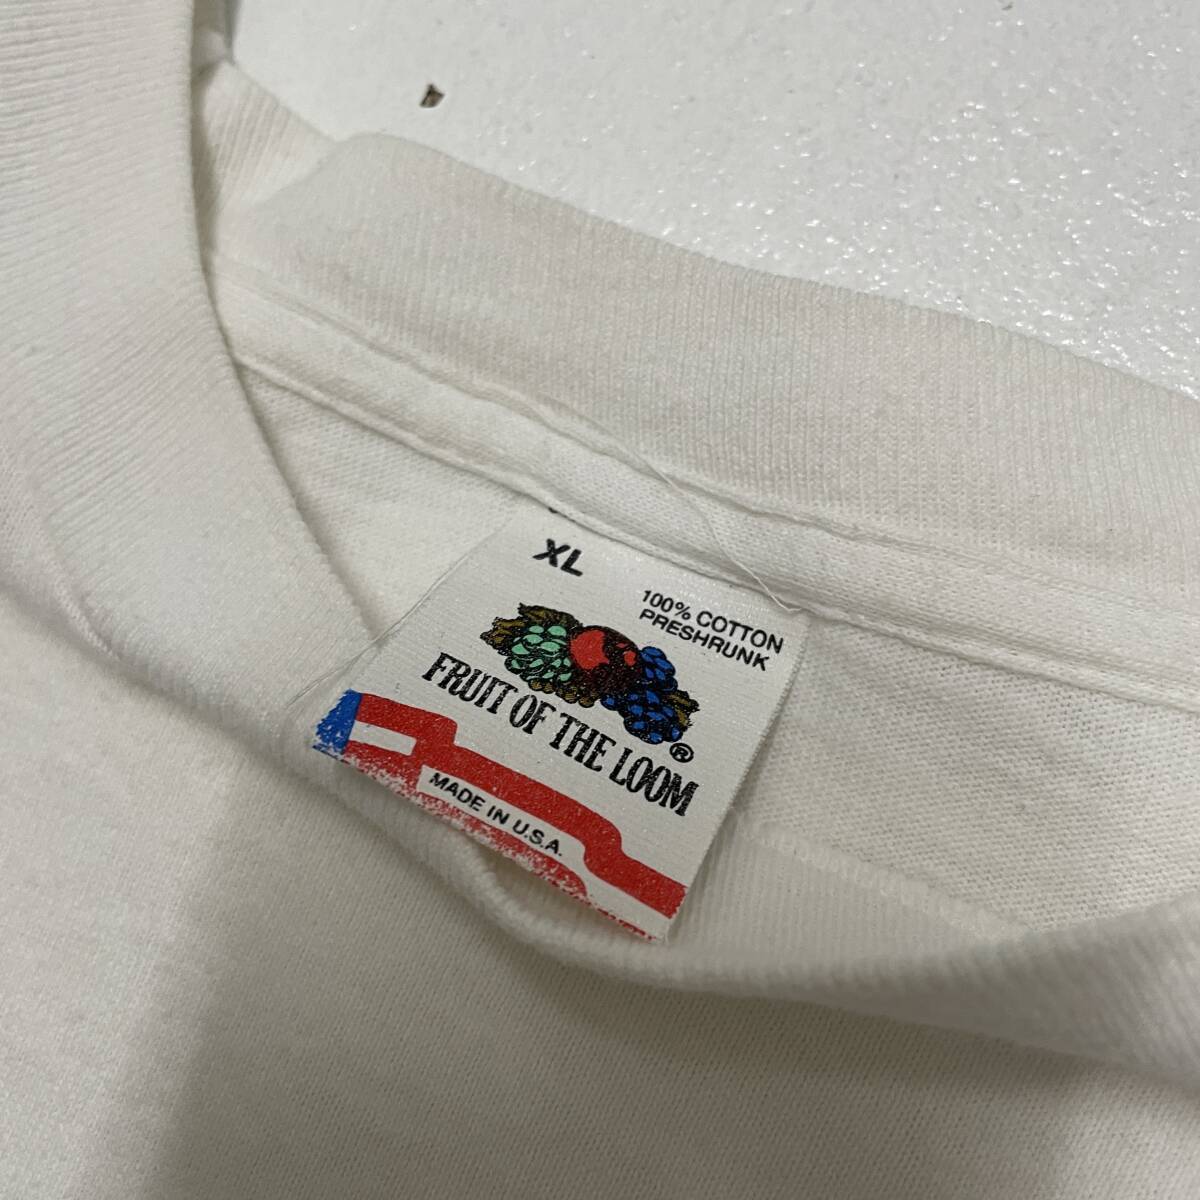 XL
100% COTTON
PRESHRUNK
FRUIT OF THE LOOM®
MADE IN U.S.A.